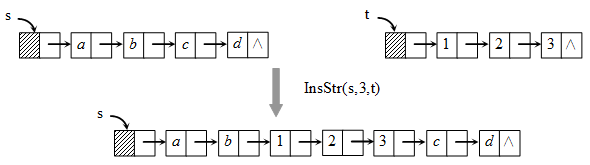 s t
a b c d ∧ 1 2 3 ∧
InsStr(s,3,t)
s
a b 1 2 3 c d ∧